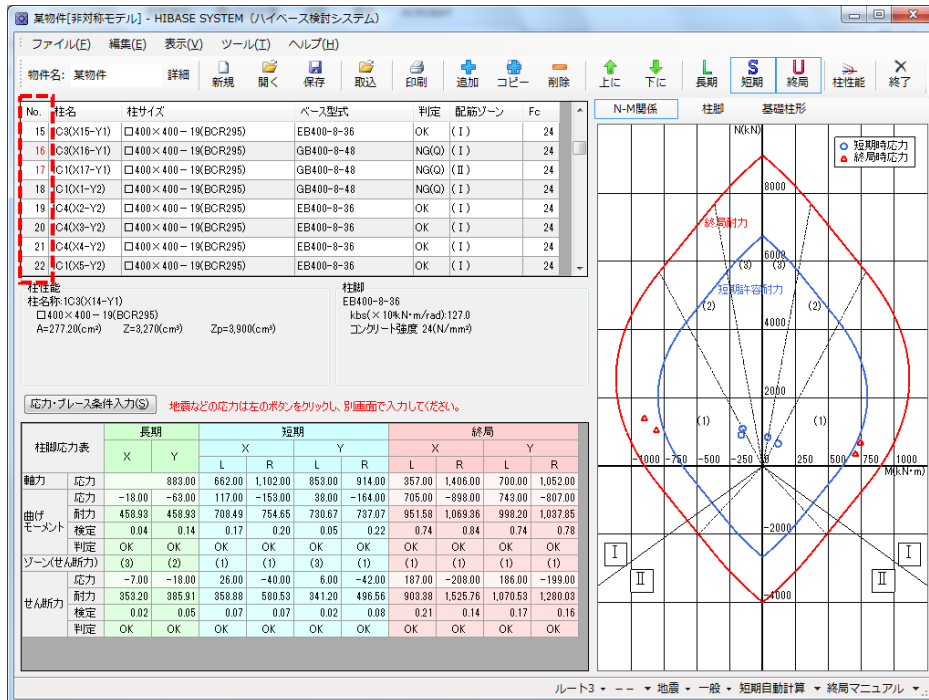 某物件[非対称モデル] - HIBASE SYSTEM (ハイベース検討システム)
ファイル(F) 編集(E) 表示(V) ツール(T) ヘルプ(H)
物件名: 某物件 詳細 新規 開く 保存 取込 印刷 追加 コピー 削除 上に 下に L 長期 S 短期 U 終局 柱性能 終了
No. 柱名 柱サイズ ベース型式 判定 配筋ゾーン Fc
15 1C3(X15-Y1) □400×400-19(BCR295) EB400-8-36 OK (Ⅰ) 24
16 1C3(X16-Y1) □400×400-19(BCR295) GB400-8-48 NG(Q) (Ⅰ) 24
17 1C1(X17-Y1) □400×400-19(BCR295) GB400-8-48 NG(Q) (Ⅱ) 24
18 1C1(X1-Y2) □400×400-19(BCR295) GB400-8-48 NG(Q) (Ⅰ) 24
19 1C4(X2-Y2) □400×400-19(BCR295) EB400-8-36 OK (Ⅰ) 24
20 1C4(X3-Y2) □400×400-19(BCR295) EB400-8-36 OK (Ⅰ) 24
21 1C4(X4-Y2) □400×400-19(BCR295) EB400-8-36 OK (Ⅰ) 24
22 1C1(X5-Y2) □400×400-19(BCR295) EB400-8-36 OK (Ⅰ) 24
柱性能
柱名称:1C3(X14-Y1)
□400×400-19(BCR295)
A=277.20(cm²) Z=3,270(cm³) Zp=3,900(cm³)
柱脚
EB400-8-36
kbs(×10³kN・m/rad):127.0
コンクリート強度 24(N/mm²)
応力・ブレース条件入力(S) 地震などの応力は左のボタンをクリックし、別画面で入力してください。
柱脚応力表 長期 短期 終局
X Y X Y X Y
L R L R L R L R
軸力 応力 883.00 662.00 1,102.00 853.00 914.00 357.00 1,406.00 700.00 1,052.00
曲げモーメント 応力 -18.00 -63.00 117.00 -153.00 38.00 -164.00 705.00 -898.00 743.00 -807.00
耐力 458.93 458.93 708.49 754.65 730.67 737.07 951.58 1,069.36 998.20 1,037.85
検定 0.04 0.14 0.17 0.20 0.05 0.22 0.74 0.84 0.74 0.78
判定 OK OK OK OK OK OK OK OK OK OK
ゾーン(せん断力) (3) (2) (1) (1) (3) (1) (1) (1) (1) (1)
せん断力 応力 -7.00 -18.00 26.00 -40.00 6.00 -42.00 187.00 -208.00 186.00 -199.00
耐力 353.20 385.91 358.88 580.53 341.20 496.56 903.38 1,525.76 1,070.53 1,280.03
検定 0.02 0.05 0.07 0.07 0.02 0.08 0.21 0.14 0.17 0.16
判定 OK OK OK OK OK OK OK OK OK OK
N-M関係 柱脚 基礎柱形
N(kN)
短期時応力
終局時応力
8000
終局耐力
6000
(3) (3)
短期許容耐力
(2) (2)
4000
2000
(1) (1)
-1000 -750 -500 -250 0 250 500 750 1000
M(kN・m)
-2000
Ⅰ Ⅰ
Ⅱ Ⅱ
-4000
ルート3 - -- 地震 - 一般 - 短期自動計算 終局マニュアル